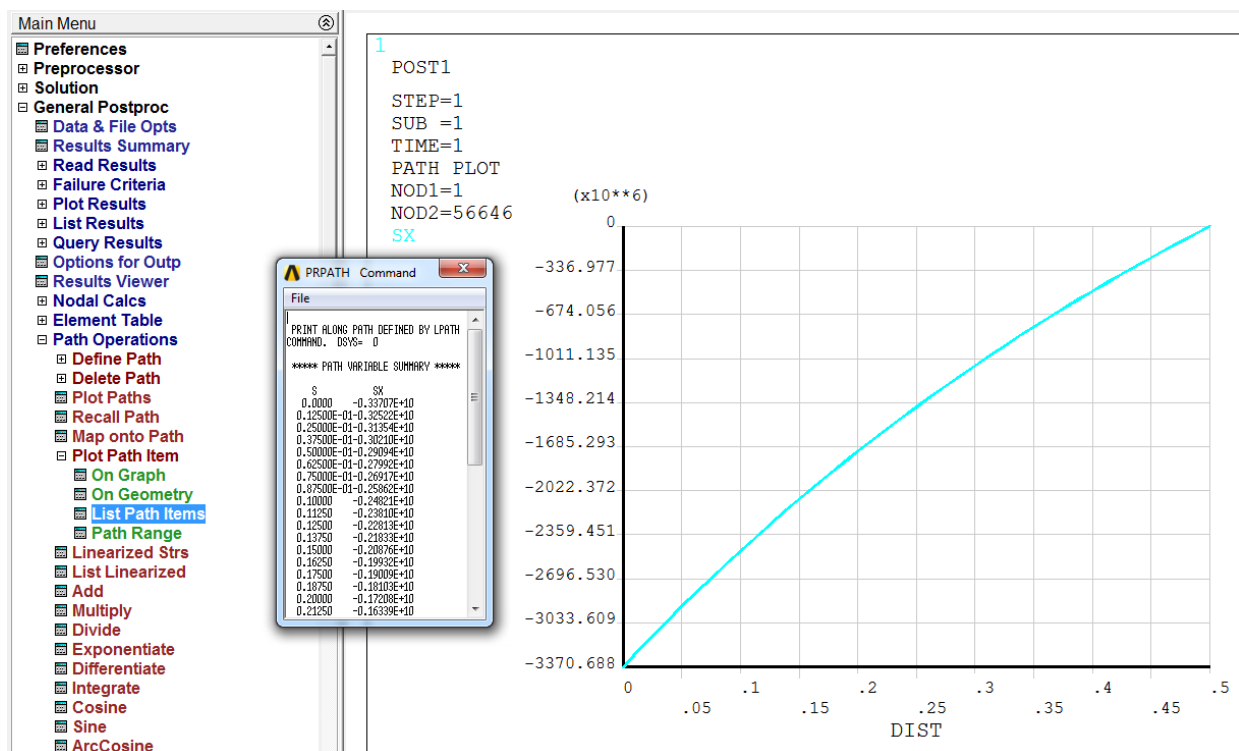 Main Menu
Preferences
Preprocessor
Solution
General Postproc
Data & File Opts
Results Summary
Read Results
Failure Criteria
Plot Results
List Results
Query Results
Options for Outp
Results Viewer
Nodal Calcs
Element Table
Path Operations
Define Path
Delete Path
Plot Paths
Recall Path
Map onto Path
Plot Path Item
On Graph
On Geometry
List Path Items
Path Range
Linearized Strs
List Linearized
Add
Multiply
Divide
Exponentiate
Differentiate
Integrate
Cosine
Sine
ArcCosine
PRPATH Command
File
PRINT ALONG PATH DEFINED BY LPATH
COMMAND. DSYS= 0
***** PATH VARIABLE SUMMARY *****
S SX
0.0000 -0.33707E+10
0.12500E-01-0.32522E+10
0.25000E-01-0.31354E+10
0.37500E-01-0.30210E+10
0.50000E-01-0.29094E+10
0.62500E-01-0.27992E+10
0.75000E-01-0.26917E+10
0.87500E-01-0.25862E+10
0.10000 -0.24821E+10
0.11250 -0.23810E+10
0.12500 -0.22813E+10
0.13750 -0.21833E+10
0.15000 -0.20876E+10
0.16250 -0.19932E+10
0.17500 -0.19009E+10
0.18750 -0.18103E+10
0.20000 -0.17208E+10
0.21250 -0.16339E+10
1
POST1
STEP=1
SUB =1
TIME=1
PATH PLOT
NOD1=1
NOD2=56646
SX
(x10**6)
0
-336.977
-674.056
-1011.135
-1348.214
-1685.293
-2022.372
-2359.451
-2696.530
-3033.609
-3370.688
0 .1 .2 .3 .4 .5
.05 .15 .25 .35 .45
DIST